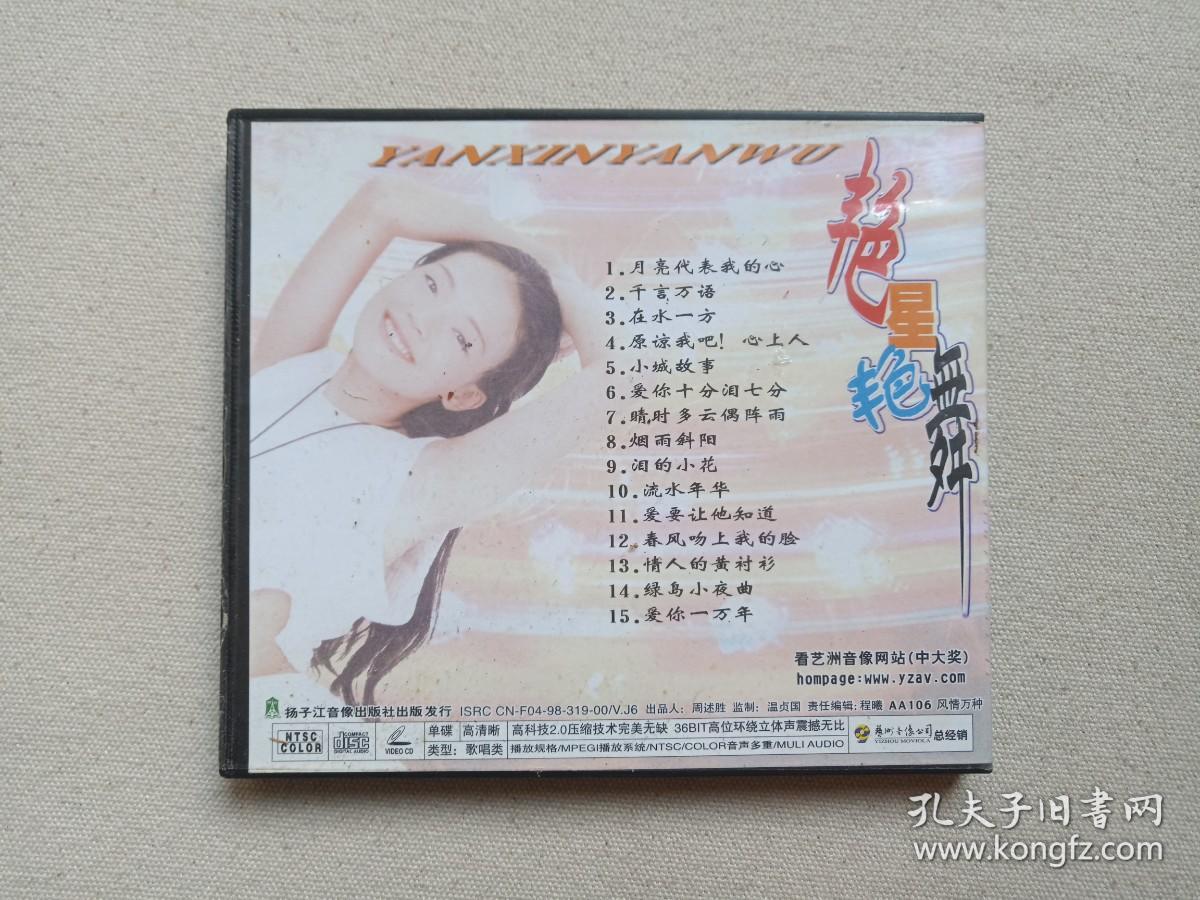 YANXINYANWU
艳星艳舞
1.月亮代表我的心
2.千言万语
3.在水一方
4.原谅我吧！心上人
5.小城故事
6.爱你十分泪七分
7.晴时多云偶阵雨
8.烟雨斜阳
9.泪的小花
10.流水年华
11.爱要让他知道
12.春风吻上我的脸
13.情人的黄衬衫
14.绿岛小夜曲
15.爱你一万年
看艺洲音像网站(中大奖)
hompage:www.yzav.com
扬子江音像出版社出版发行 ISRC CN-F04-98-319-00/V.J6 出品人：周述胜 监制：温贞国 责任编辑：程曦 AA106 风情万种
NTSC COLOR
COMPACT DISC DIGITAL AUDIO
VIDEO CD
单碟 高清晰 高科技2.0压缩技术完美无缺 36BIT高位环绕立体声震撼无比
类型：歌唱类 播放规格/MPEGI播放系统/NTSC/COLOR音声多重/MULI AUDIO
艺洲音像公司
YIZHOU MOVIOLA
总经销
孔夫子旧书网
www.kongfz.com